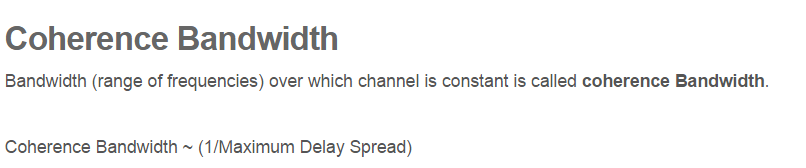 Coherence Bandwidth
Bandwidth (range of frequencies) over which channel is constant is called coherence Bandwidth.
Coherence Bandwidth ~ (1/Maximum Delay Spread)